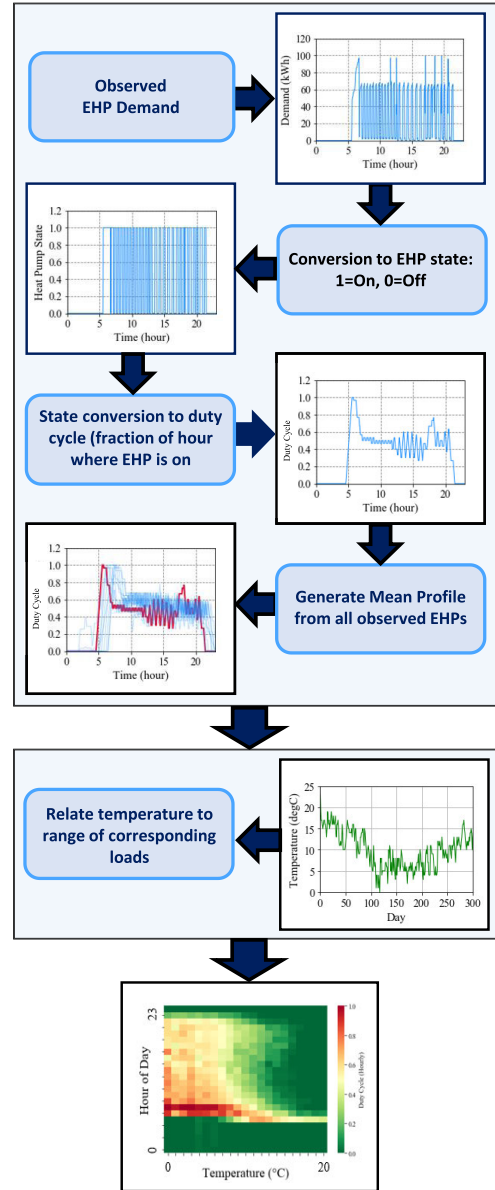 Observed
EHP Demand
Demand (kWh)
120
100
80
60
40
20
0
0 5 10 15 20
Time (hour)
Heat Pump State
1.2
1.0
0.8
0.6
0.4
0.2
0.0
0 5 10 15 20
Time (hour)
Conversion to EHP state:
1=On, 0=Off
State conversion to duty
cycle (fraction of hour
where EHP is on
Duty Cycle
1.2
1.0
0.8
0.6
0.4
0.2
0.0
0 5 10 15 20
Time (hour)
Duty Cycle
1.2
1.0
0.8
0.6
0.4
0.2
0.0
0 5 10 15 20
Time (hour)
Generate Mean Profile
from all observed EHPs
Relate temperature to
range of corresponding
loads
Temperature (degC)
25
20
15
10
5
0
0 50 100 150 200 250 300
Day
Hour of Day
23
0
0 20
Temperature (°C)
1.0
0.8
0.6
0.4
0.2
0.0
Duty Cycle (Hourly)